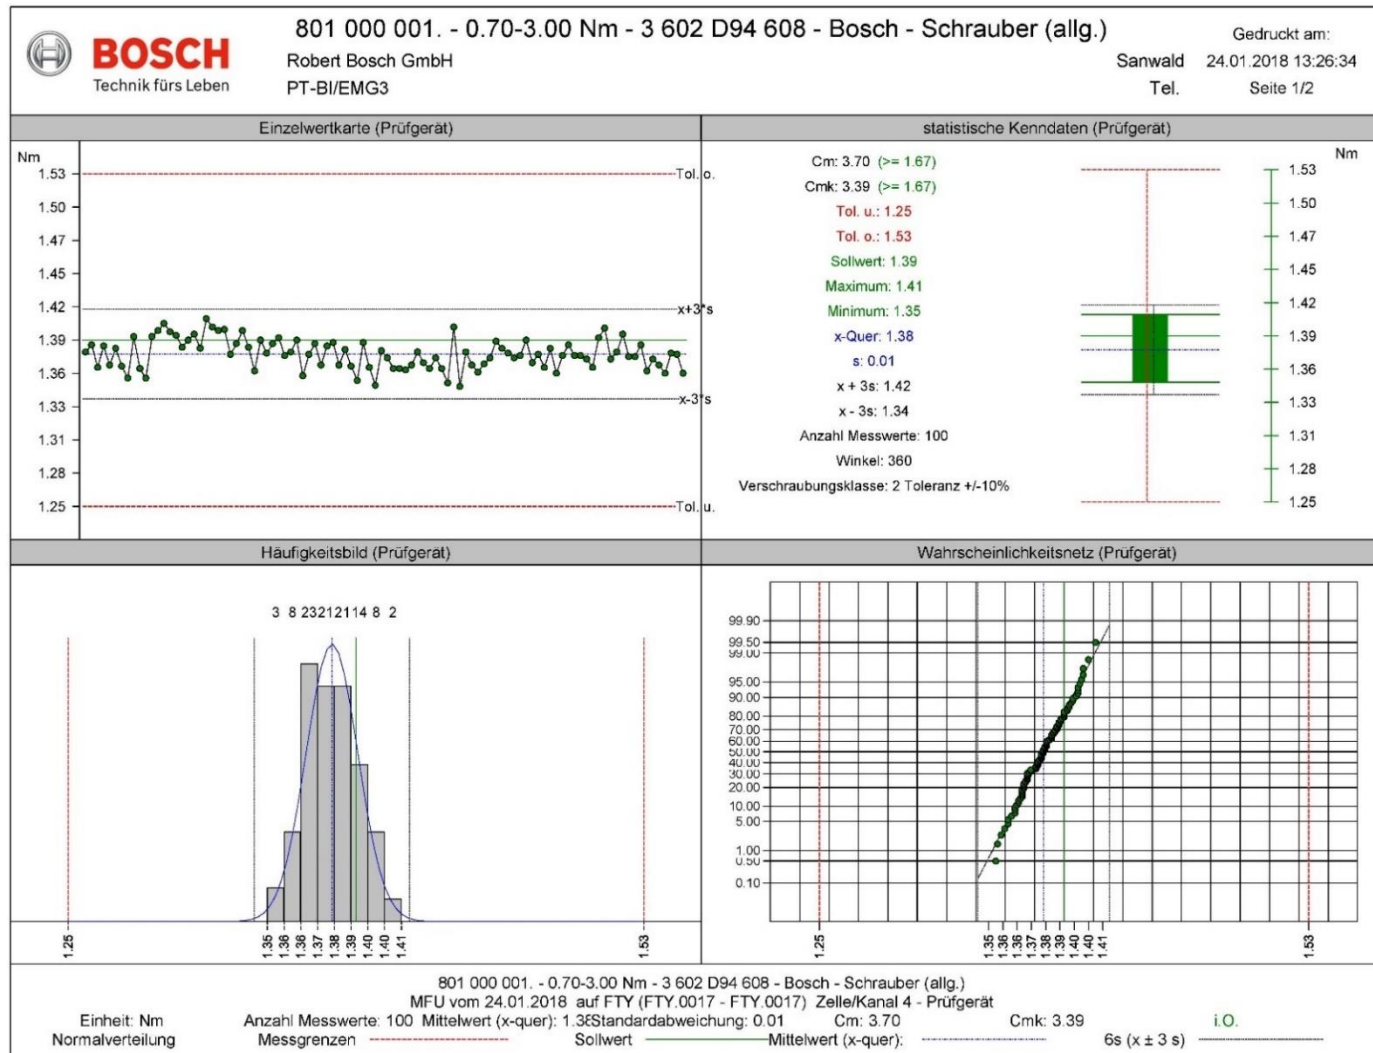 801 000 001. - 0.70-3.00 Nm - 3 602 D94 608 - Bosch - Schrauber (allg.)
BOSCH
Technik fürs Leben
Robert Bosch GmbH
PT-BI/EMG3
Gedruckt am:
Sanwald 24.01.2018 13:26:34
Tel. Seite 1/2
Einzelwertkarte (Prüfgerät)
Nm
1.53
1.50
1.47
1.45
1.42
1.39
1.36
1.33
1.31
1.28
1.25
Tol. o.
x+3*s
x-3*s
Tol. u.
statistische Kenndaten (Prüfgerät)
Cm: 3.70 (>= 1.67)
Cmk: 3.39 (>= 1.67)
Tol. u.: 1.25
Tol. o.: 1.53
Sollwert: 1.39
Maximum: 1.41
Minimum: 1.35
x-Quer: 1.38
s: 0.01
x + 3s: 1.42
x - 3s: 1.34
Anzahl Messwerte: 100
Winkel: 360
Verschraubungsklasse: 2 Toleranz +/-10%
Nm
1.53
1.50
1.47
1.45
1.42
1.39
1.36
1.33
1.31
1.28
1.25
Häufigkeitsbild (Prüfgerät)
3 8 23 21 21 14 8 2
1.25 1.35 1.36 1.36 1.37 1.38 1.39 1.40 1.40 1.41 1.53
Wahrscheinlichkeitsnetz (Prüfgerät)
99.90
99.50
99.00
95.00
90.00
80.00
70.00
60.00
50.00
40.00
30.00
20.00
10.00
5.00
1.00
0.50
0.10
1.25 1.35 1.36 1.36 1.37 1.38 1.39 1.40 1.40 1.41 1.53
801 000 001. - 0.70-3.00 Nm - 3 602 D94 608 - Bosch - Schrauber (allg.)
MFU vom 24.01.2018 auf FTY (FTY.0017 - FTY.0017) Zelle/Kanal 4 - Prüfgerät
Einheit: Nm Anzahl Messwerte: 100 Mittelwert (x-quer): 1.38 Standardabweichung: 0.01 Cm: 3.70 Cmk: 3.39 i.O.
Normalverteilung Messgrenzen Sollwert Mittelwert (x-quer): 6s (x ± 3 s)